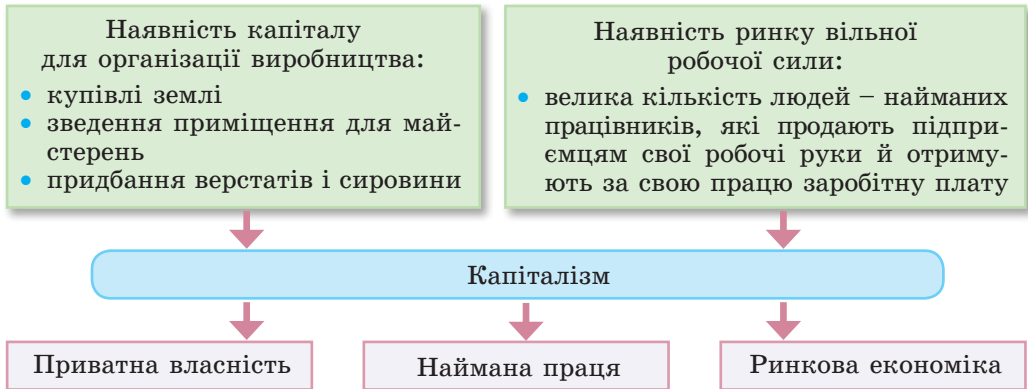 Наявність капіталу
для організації виробництва:
• купівлі землі
• зведення приміщення для май-
стерень
• придбання верстатів і сировини
Наявність ринку вільної
робочої сили:
• велика кількість людей – найманих
працівників, які продають підпри-
ємцям свої робочі руки й отриму-
ють за свою працю заробітну плату
Капіталізм
Приватна власність
Наймана праця
Ринкова економіка